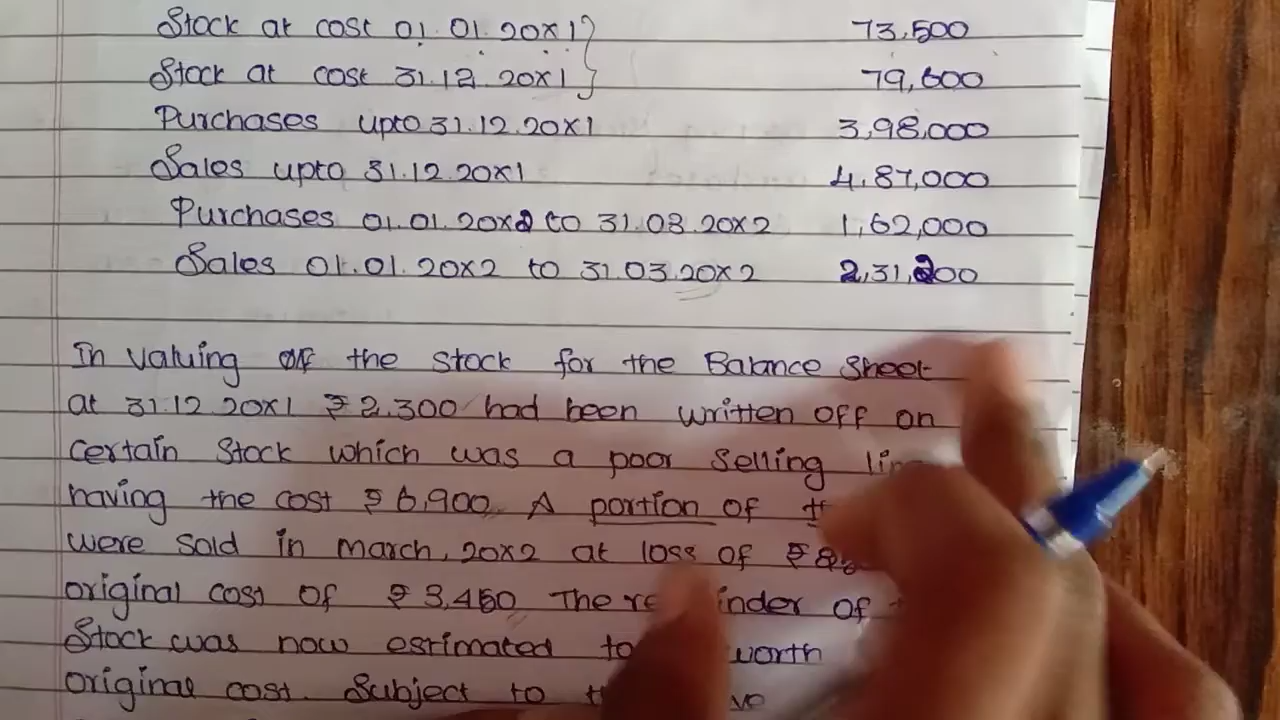 Stock at cost 01.01.20x1 73,500
Stock at cost 31.12.20x1 79,600
Purchases upto 31.12.20x1 3,98,000
Sales upto 31.12.20x1 4,87,000
Purchases 01.01.20x2 to 31.03.20x2 1,62,000
Sales 01.01.20x2 to 31.03.20x2 2,31,200
In valuing of the stock for the Balance Sheet
at 31.12.20x1 ₹2,300 had been written off on
certain stock which was a poor selling
having the cost ₹6,900. A portion of
were sold in march, 20x2 at loss of
original cost of ₹3,450 The of
Stock was now estimated to worth
original cost. Subject to